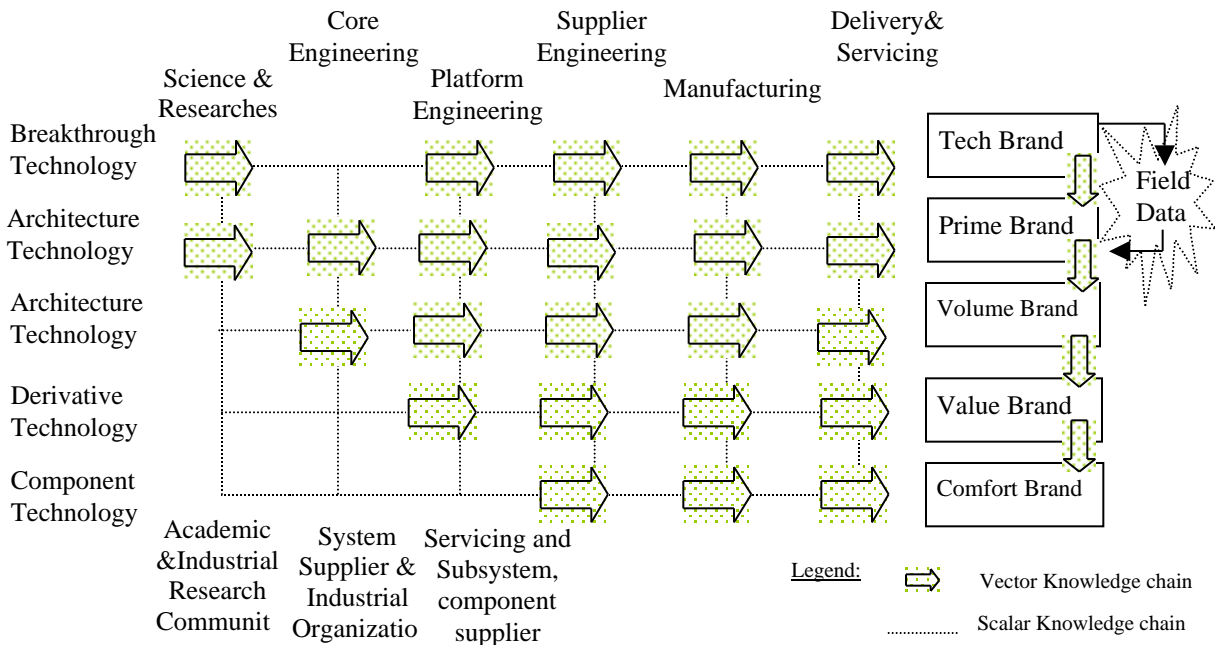 Core
Engineering
Supplier
Engineering
Delivery&
Servicing
Science &
Researches
Platform
Engineering
Manufacturing
Breakthrough
Technology
Tech Brand
Field
Data
Architecture
Technology
Prime Brand
Architecture
Technology
Volume Brand
Derivative
Technology
Value Brand
Component
Technology
Comfort Brand
Academic
&Industrial
Research
Communit
System
Supplier &
Industrial
Organizatio
Servicing and
Subsystem,
component
supplier
Legend:
Vector Knowledge chain
Scalar Knowledge chain